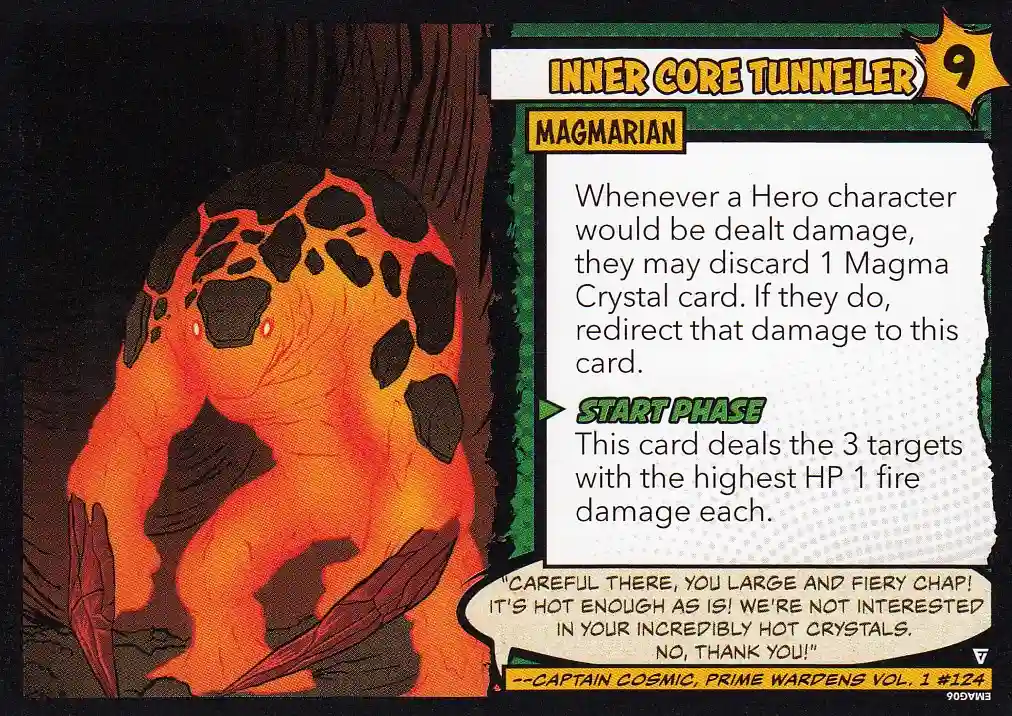 INNER CORE TUNNELER
9
MAGMARIAN
Whenever a Hero character
would be dealt damage,
they may discard 1 Magma
Crystal card. If they do,
redirect that damage to this
card.
START PHASE
This card deals the 3 targets
with the highest HP 1 fire
damage each.
"CAREFUL THERE, YOU LARGE AND FIERY CHAP!
IT'S HOT ENOUGH AS IS! WE'RE NOT INTERESTED
IN YOUR INCREDIBLY HOT CRYSTALS.
NO, THANK YOU!"
--CAPTAIN COSMIC, PRIME WARDENS VOL. 1 #124
EMAG06